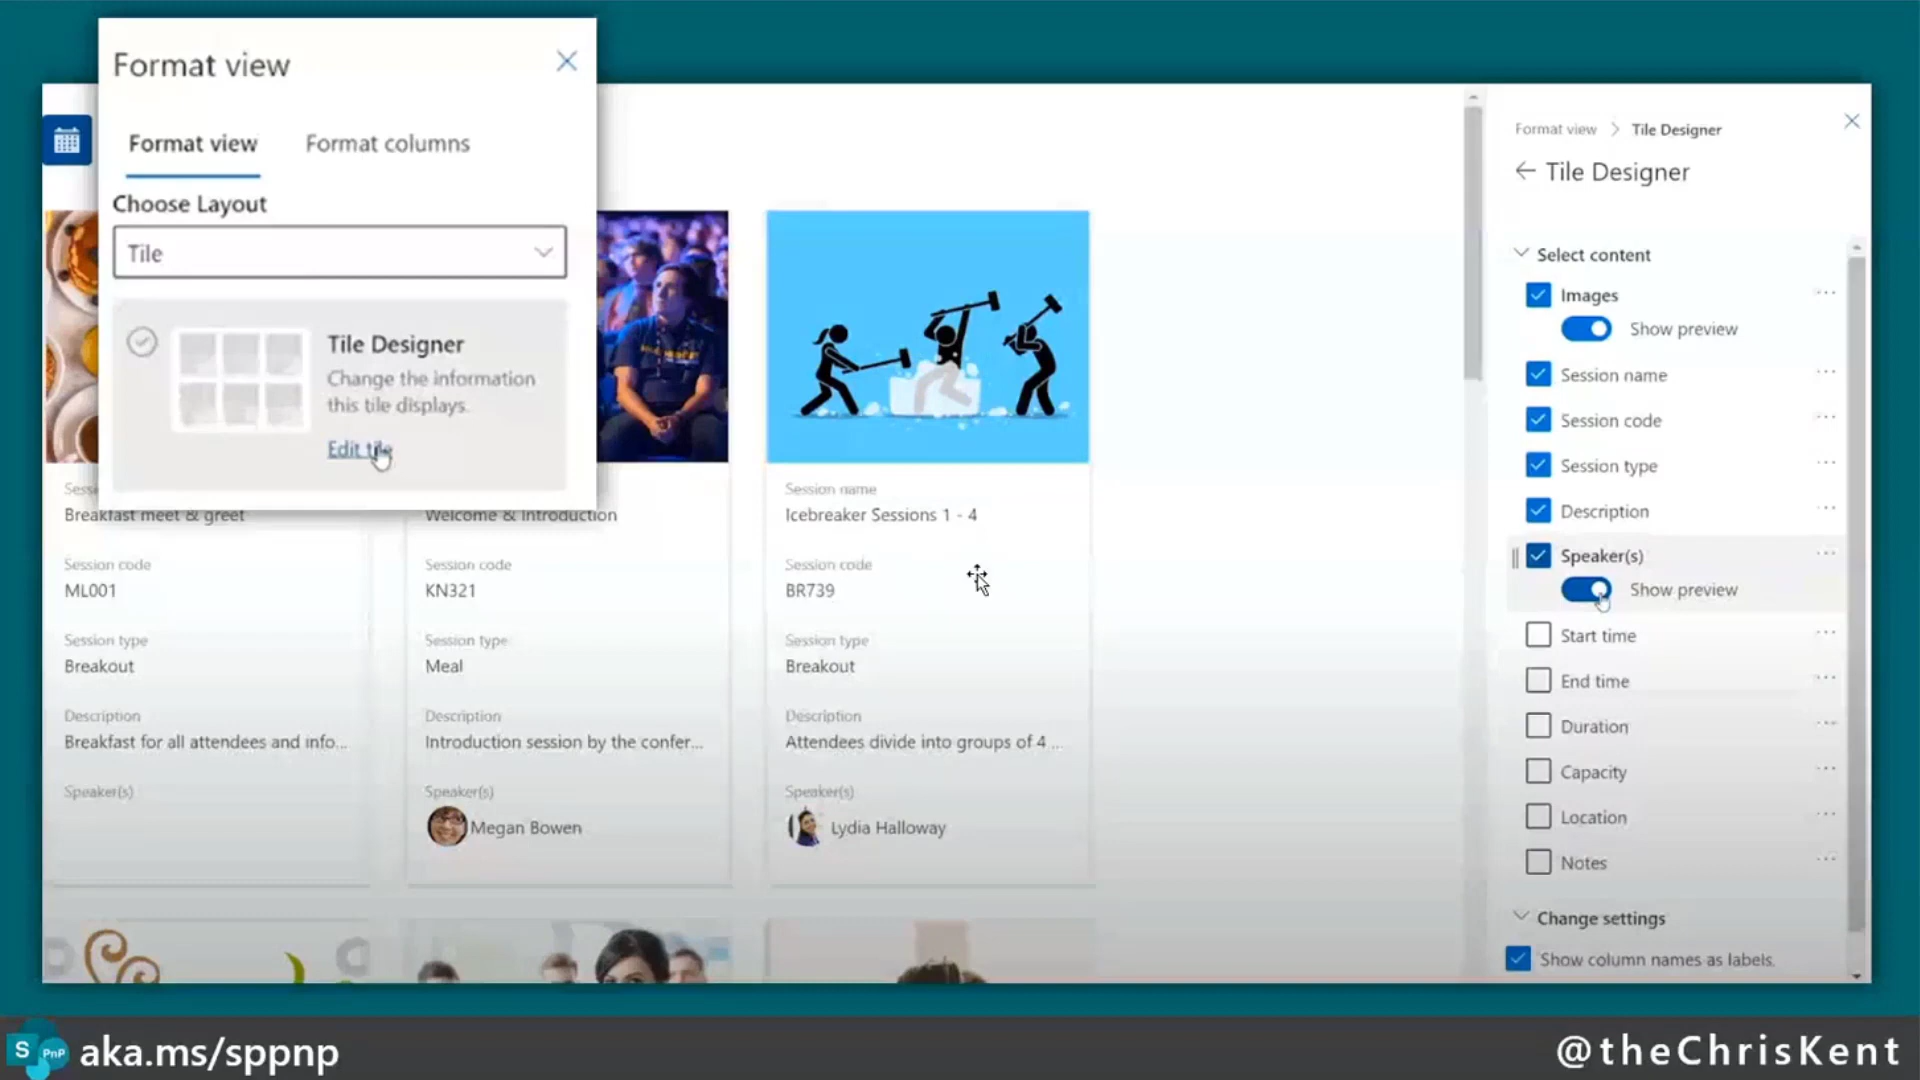 Format view
Format view
Format columns
Choose Layout
Tile
Tile Designer
Change the information
this tile displays.
Edit tile
Breakfast meet & greet
Session code
ML001
Session type
Breakout
Description
Breakfast for all attendees and info...
Speaker(s)
Welcome & Introduction
Session code
KN321
Session type
Meal
Description
Introduction session by the confer...
Speaker(s)
Megan Bowen
Session name
Icebreaker Sessions 1 - 4
Session code
BR739
Session type
Breakout
Description
Attendees divide into groups of 4 ...
Speaker(s)
Lydia Halloway
Format view > Tile Designer
Tile Designer
Select content
Images
Show preview
Session name
Session code
Session type
Description
Speaker(s)
Show preview
Start time
End time
Duration
Capacity
Location
Notes
Change settings
Show column names as labels.
S PnP aka.ms/sppnp
@theChrisKent